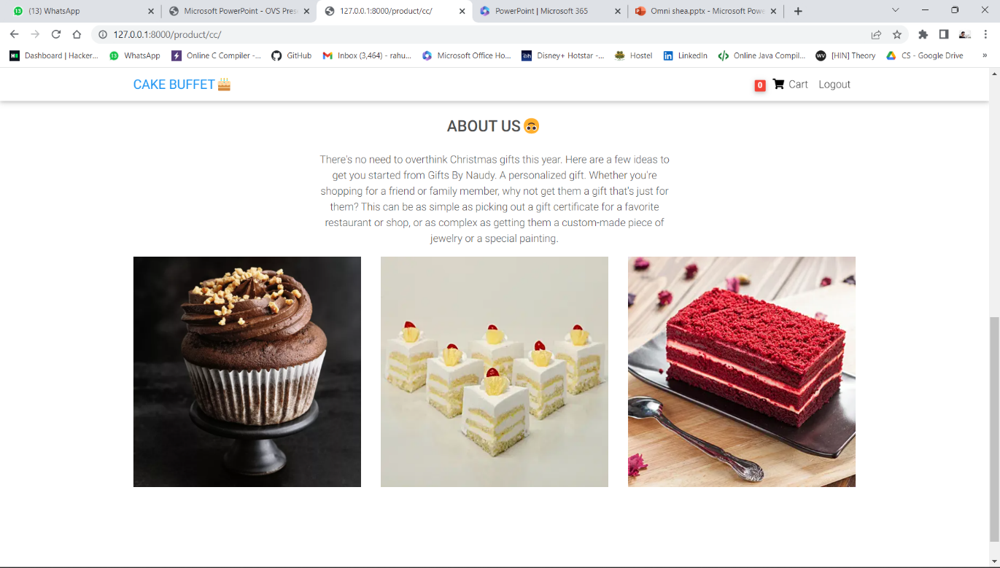 (13) WhatsApp
Microsoft PowerPoint - OVS Pres
127.0.0.1:8000/product/cc/
PowerPoint | Microsoft 365
Omni shea.pptx - Microsoft Powe
127.0.0.1:8000/product/cc/
Dashboard | Hacker...
WhatsApp
Online C Compiler -...
GitHub
Inbox (3,464) - rahu...
Microsoft Office Ho...
Disney+ Hotstar -...
Hostel
LinkedIn
Online Java Compil...
[HIN] Theory
CS - Google Drive
CAKE BUFFET
0
Cart
Logout
ABOUT US
There's no need to overthink Christmas gifts this year. Here are a few ideas to
get you started from Gifts By Naudy. A personalized gift. Whether you're
shopping for a friend or family member, why not get them a gift that's just for
them? This can be as simple as picking out a gift certificate for a favorite
restaurant or shop, or as complex as getting them a custom-made piece of
jewelry or a special painting.